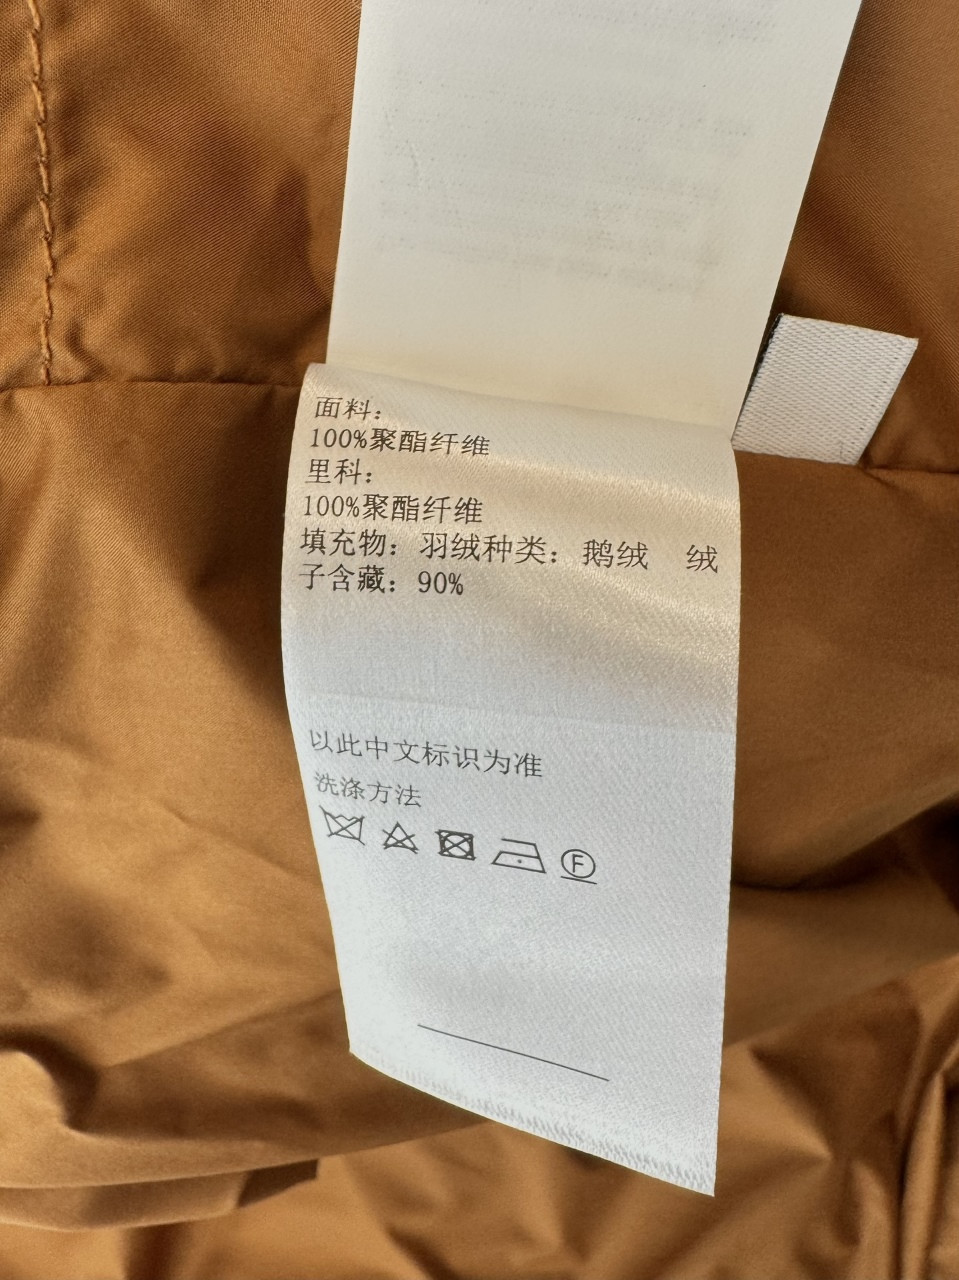 面料：
100%聚酯纤维
里科：
100%聚酯纤维
填充物：羽绒种类：鹅绒 绒
子含藏：90%
以此中文标识为准
洗涤方法
F